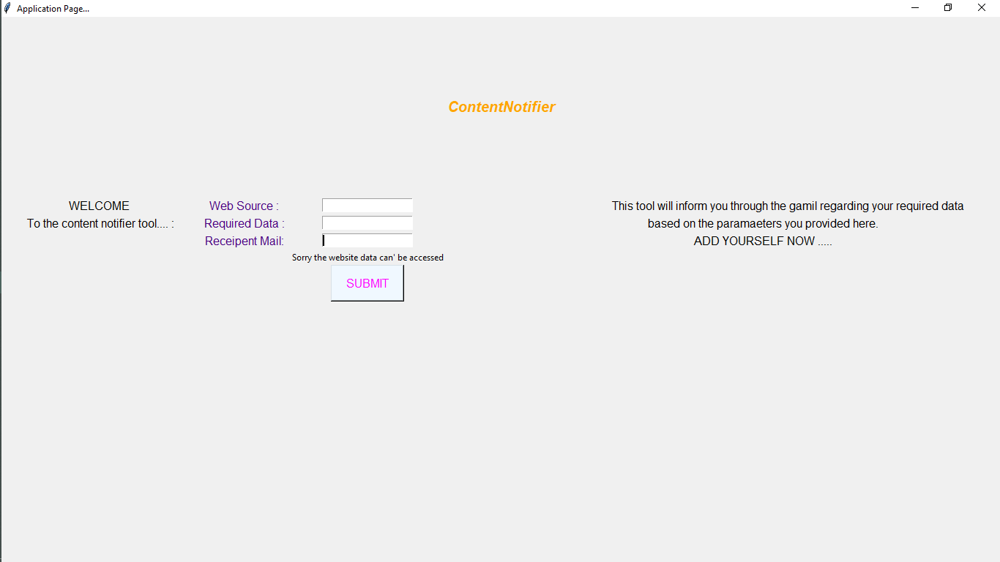 Application Page...
ContentNotifier
WELCOME
To the content notifier tool.... :
Web Source :
Required Data :
Receipent Mail:
Sorry the website data can' be accessed
SUBMIT
This tool will inform you through the gamil regarding your required data
based on the paramaeters you provided here.
ADD YOURSELF NOW .....